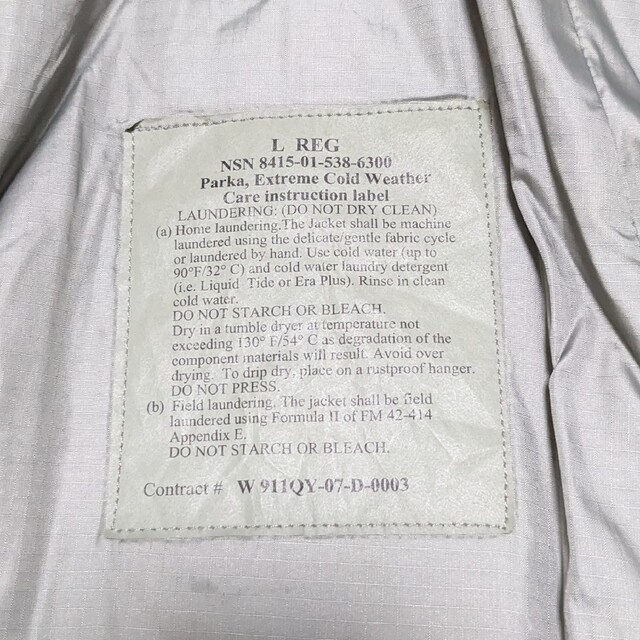 L REG
NSN 8415-01-538-6300
Parka, Extreme Cold Weather
Care instruction label
LAUNDERING: (DO NOT DRY CLEAN)
(a) Home laundering.The Jacket shall be machine
laundered using the delicate/gentle fabric cycle
or laundered by hand. Use cold water (up to
90°F/32° C) and cold water laundry detergent
(i.e. Liquid Tide or Era Plus). Rinse in clean
cold water.
DO NOT STARCH OR BLEACH.
Dry in a tumble dryer at temperature not
exceeding 130° F/54° C as degradation of the
component materials will result. Avoid over
drying. To drip dry, place on a rustproof hanger.
DO NOT PRESS.
(b) Field laundering. The jacket shall be field
laundered using Formula II of FM 42-414
Appendix E.
DO NOT STARCH OR BLEACH.
Contract # W 911QY-07-D-0003